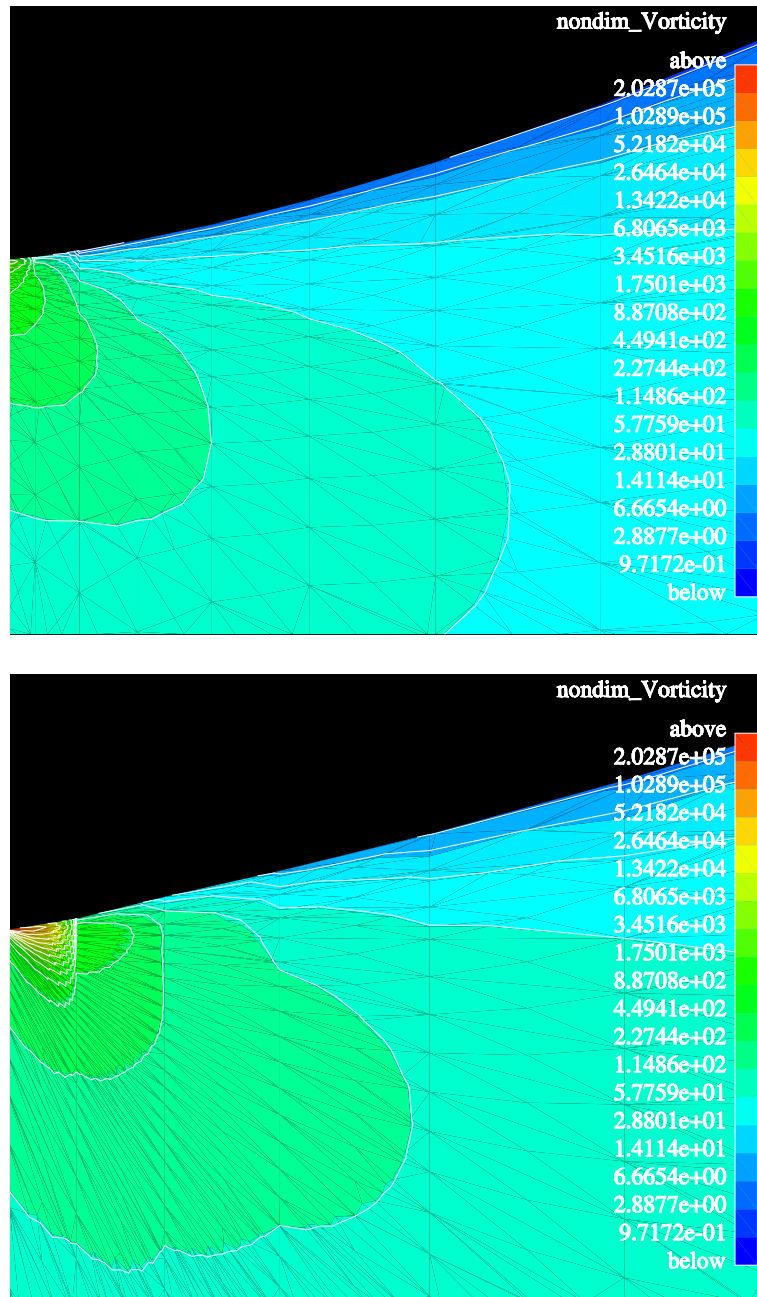 nondim_Vorticity
above
2.0287e+05
1.0289e+05
5.2182e+04
2.6464e+04
1.3422e+04
6.8065e+03
3.4516e+03
1.7501e+03
8.8708e+02
4.4941e+02
2.2744e+02
1.1486e+02
5.7759e+01
2.8801e+01
1.4114e+01
6.6654e+00
2.8877e+00
9.7172e-01
below
nondim_Vorticity
above
2.0287e+05
1.0289e+05
5.2182e+04
2.6464e+04
1.3422e+04
6.8065e+03
3.4516e+03
1.7501e+03
8.8708e+02
4.4941e+02
2.2744e+02
1.1486e+02
5.7759e+01
2.8801e+01
1.4114e+01
6.6654e+00
2.8877e+00
9.7172e-01
below